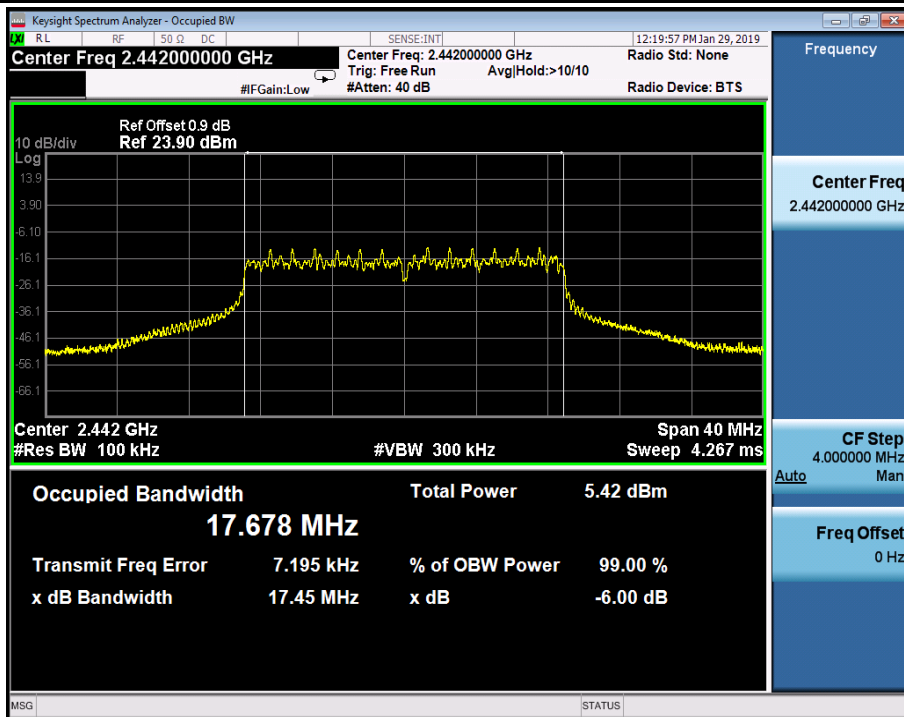 Keysight Spectrum Analyzer - Occupied BW
LXI RL RF 50 Ω DC SENSE:INT 12:19:57 PM Jan 29, 2019
Center Freq 2.442000000 GHz
Center Freq: 2.442000000 GHz Radio Std: None
Trig: Free Run Avg|Hold:>10/10
#IFGain:Low #Atten: 40 dB Radio Device: BTS
Ref Offset 0.9 dB
10 dB/div Ref 23.90 dBm
Log
13.9
3.90
-6.10
-16.1
-26.1
-36.1
-46.1
-56.1
-66.1
Center 2.442 GHz Span 40 MHz
#Res BW 100 kHz #VBW 300 kHz Sweep 4.267 ms
Occupied Bandwidth Total Power 5.42 dBm
17.678 MHz
Transmit Freq Error 7.195 kHz % of OBW Power 99.00 %
x dB Bandwidth 17.45 MHz x dB -6.00 dB
Frequency
Center Freq
2.442000000 GHz
CF Step
4.000000 MHz
Auto Man
Freq Offset
0 Hz
MSG STATUS